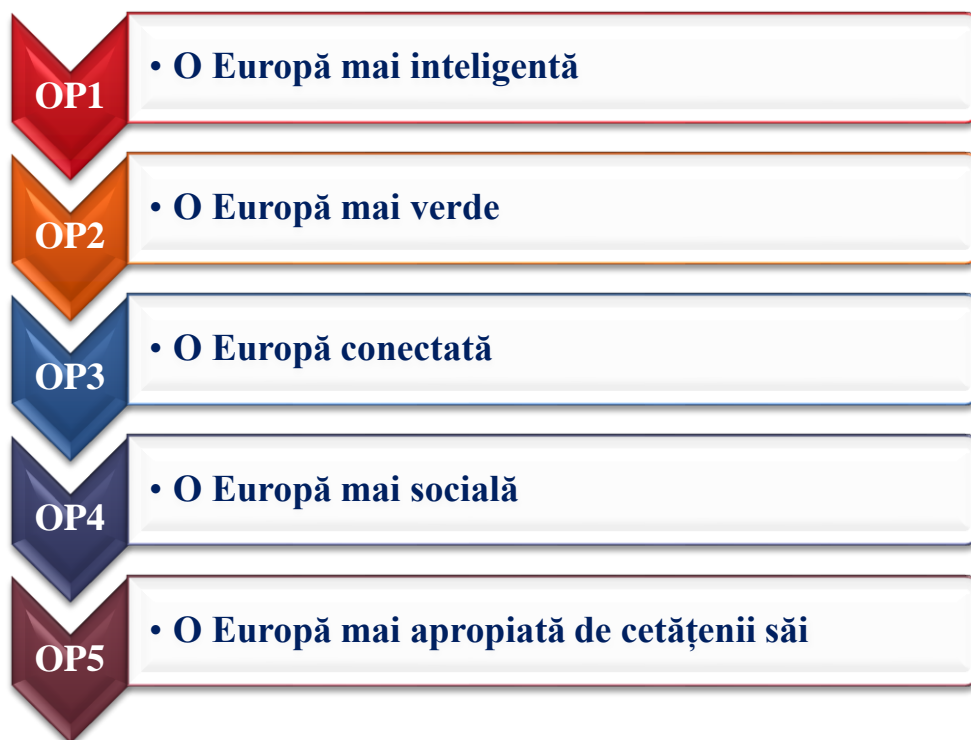 OP1
• O Europă mai inteligentă
OP2
• O Europă mai verde
OP3
• O Europă conectată
OP4
• O Europă mai socială
OP5
• O Europă mai apropiată de cetățenii săi